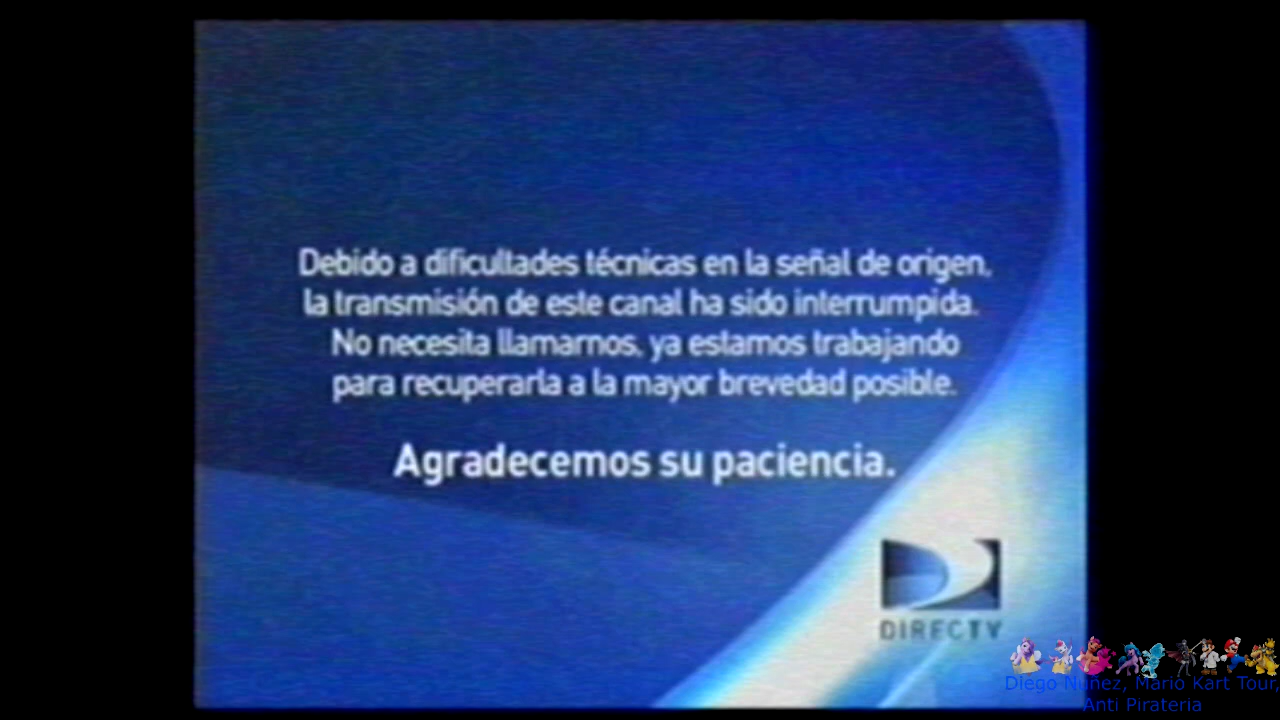 Debido a dificultades técnicas en la señal de origen,
la transmisión de este canal ha sido interrumpida.
No necesita llamarnos, ya estamos trabajando
para recuperarla a la mayor brevedad posible.
Agradecemos su paciencia.
DIRECTV
Diego Nuñez, Mario Kart Tour,
Anti Pirateria